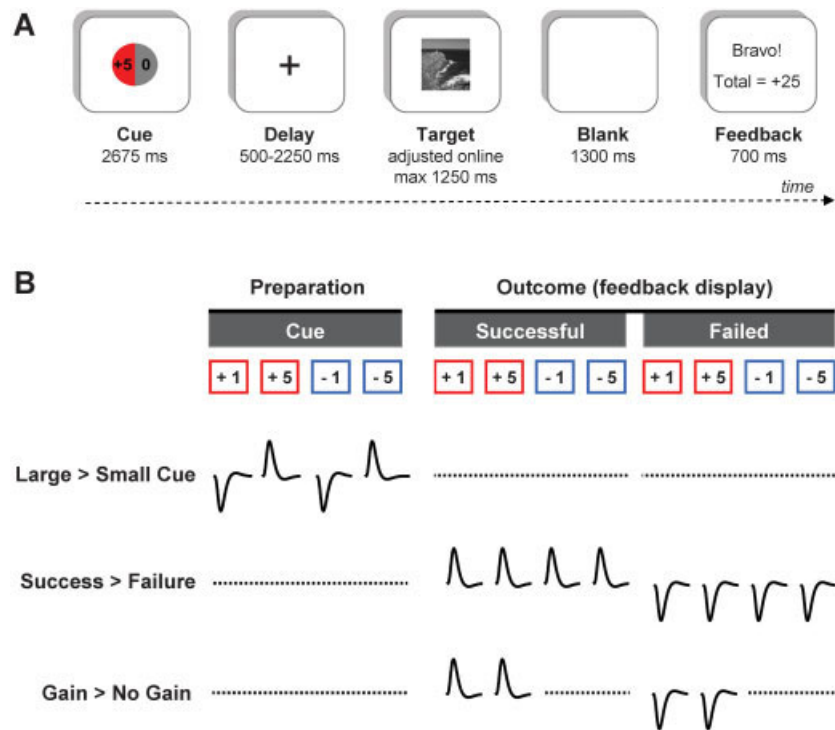 A
+5 0
+
Bravo!
Total = +25
Cue
2675 ms
Delay
500-2250 ms
Target
adjusted online
max 1250 ms
Blank
1300 ms
Feedback
700 ms
time
B
Preparation
Outcome (feedback display)
Cue
Successful
Failed
+ 1 + 5 - 1 - 5
+ 1 + 5 - 1 - 5
+ 1 + 5 - 1 - 5
Large > Small Cue
Success > Failure
Gain > No Gain